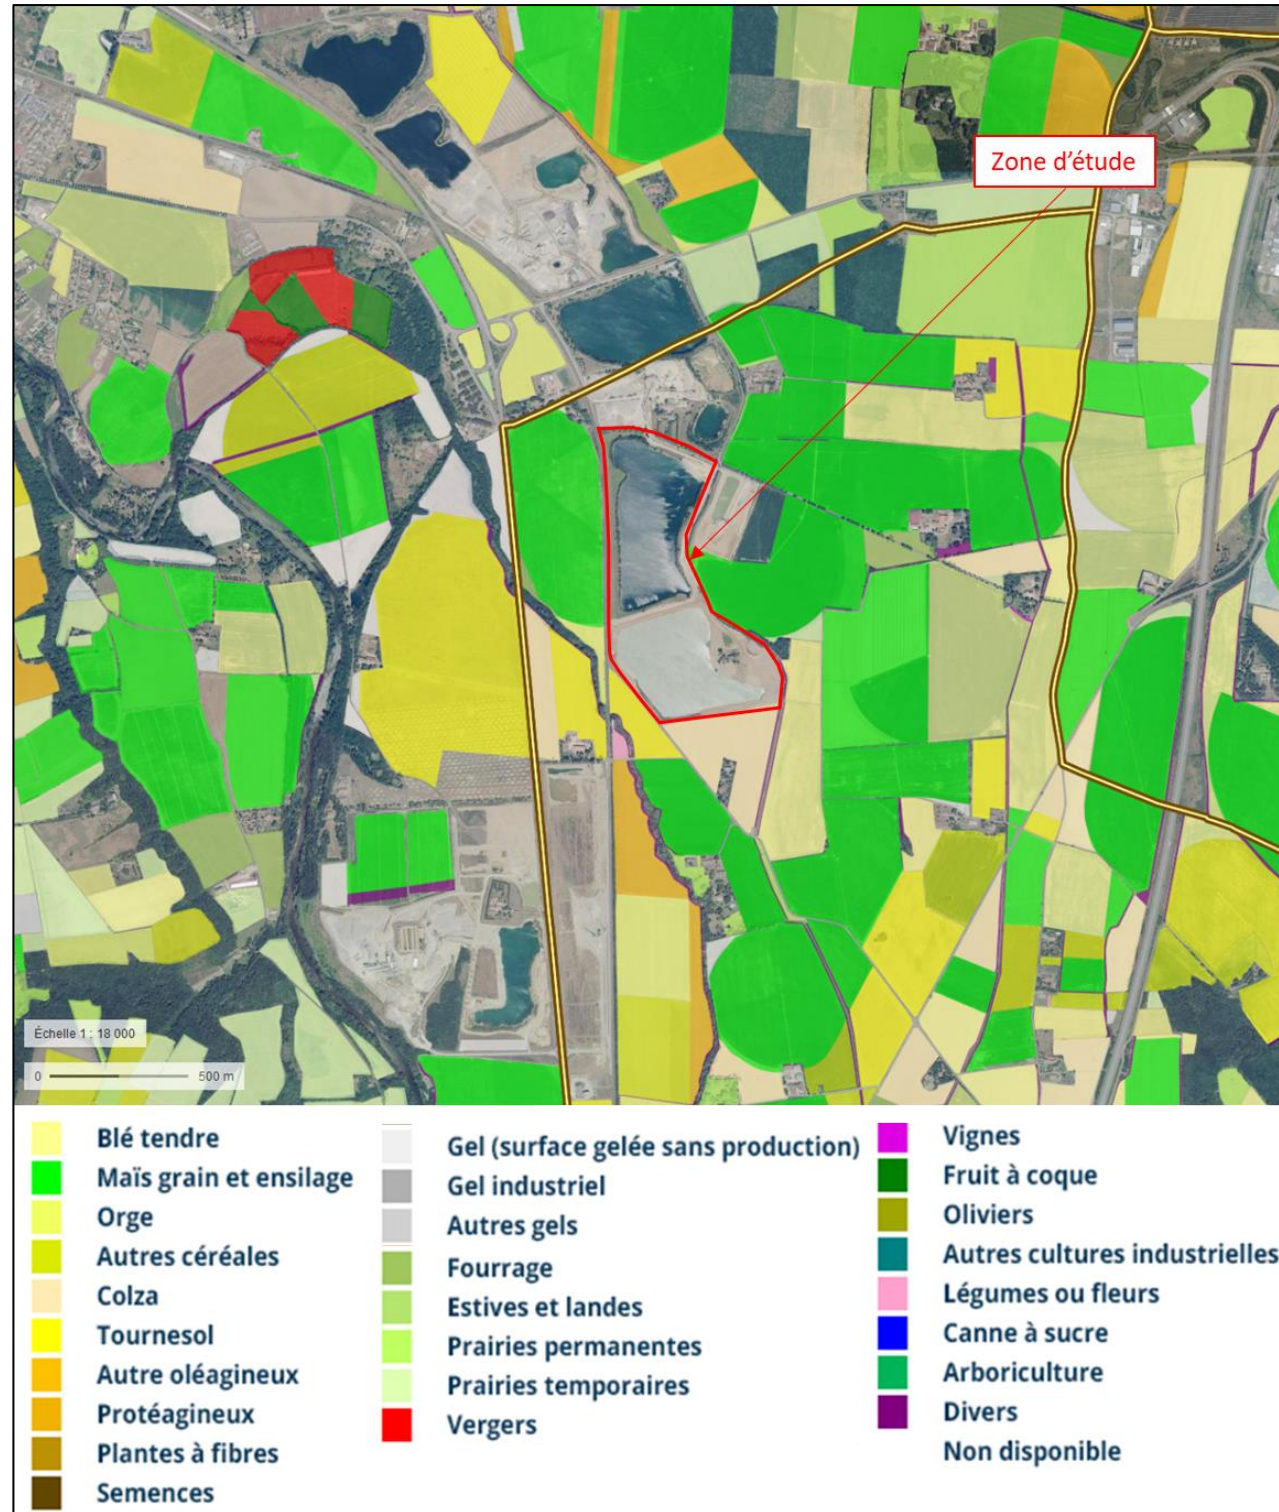 Zone d'étude
Échelle 1 : 18 000
0 500 m
Blé tendre
Maïs grain et ensilage
Orge
Autres céréales
Colza
Tournesol
Autre oléagineux
Protéagineux
Plantes à fibres
Semences
Gel (surface gelée sans production)
Gel industriel
Autres gels
Fourrage
Estives et landes
Prairies permanentes
Prairies temporaires
Vergers
Vignes
Fruit à coque
Oliviers
Autres cultures industrielles
Légumes ou fleurs
Canne à sucre
Arboriculture
Divers
Non disponible